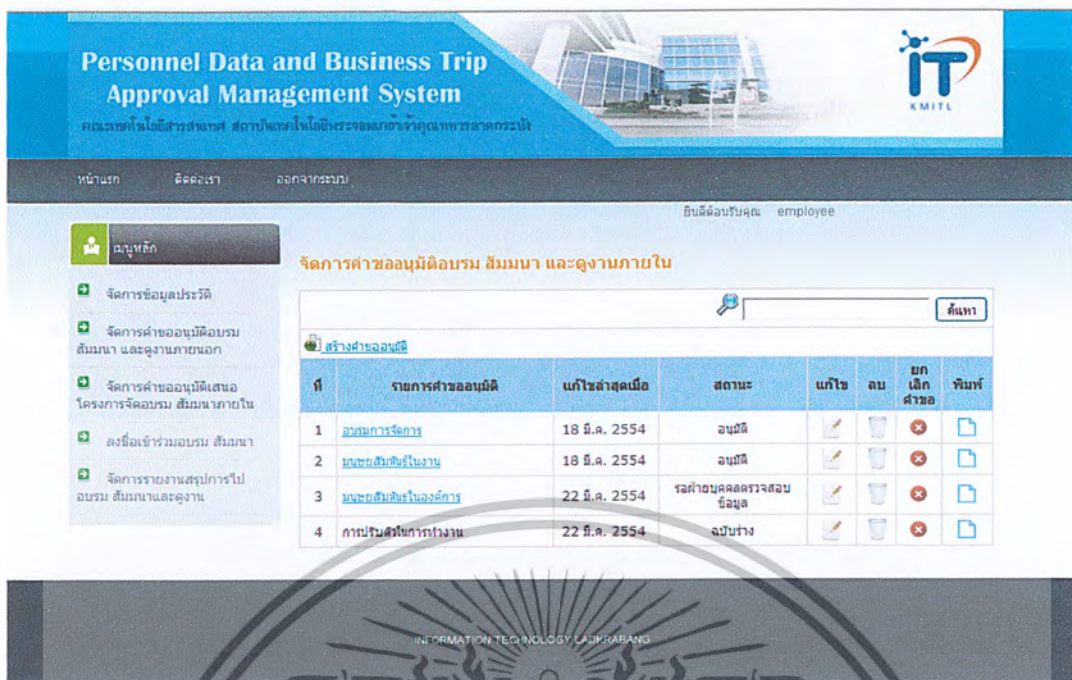 Personnel Data and Business Trip
Approval Management System
คณะเทคโนโลยีสารสนเทศ สถาบันเทคโนโลยีพระจอมเกล้าเจ้าคุณทหารลาดกระบัง
iT
KMITL
หน้าแรก ติดต่อเรา ออกจากระบบ
ยินดีต้อนรับคุณ employee
เมนูหลัก
จัดการข้อมูลประวัติ
จัดการคำขออนุมัติอบรม
สัมมนา และดูงานภายนอก
จัดการคำขออนุมัติเสนอ
โครงการจัดอบรม สัมมนาภายใน
ลงชื่อเข้าร่วมอบรม สัมมนา
จัดการรายงานสรุปการไป
อบรม สัมมนาและดูงาน
จัดการคำขออนุมัติอบรม สัมมนา และดูงานภายใน
ค้นหา
สร้างคำขออนุมัติ
ที่ รายการคำขออนุมัติ แก้ไขล่าสุดเมื่อ สถานะ แก้ไข ลบ ยกเลิกคำขอ พิมพ์
1 อบรมการจัดการ 18 มี.ค. 2554 อนุมัติ
2 มนุษยสัมพันธ์ในงาน 18 มี.ค. 2554 อนุมัติ
3 มนุษยสัมพันธ์ในองค์การ 22 มี.ค. 2554 รอฝ่ายบุคคลตรวจสอบข้อมูล
4 การปรับตัวในการทำงาน 22 มี.ค. 2554 ฉบับร่าง
INFORMATION TECHNOLOGY LADKRABANG